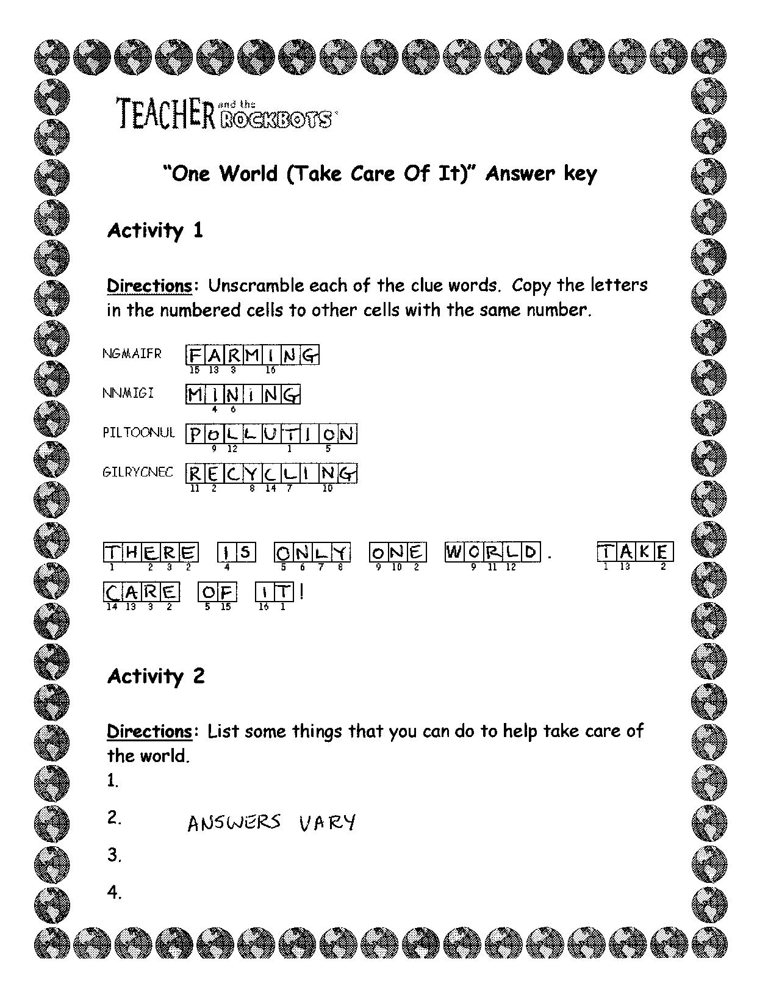 TEACHER and the ROCKBOTS
"One World (Take Care Of It)" Answer key
Activity 1
Directions: Unscramble each of the clue words. Copy the letters
in the numbered cells to other cells with the same number.
NGMAIFR FARMING
15 13 3 16
NNMIGI MINING
4 6
PILTOONUL POLLUTION
9 12 1 5
GILRYCNEC RECYCLING
11 2 8 14 7 10
THERE IS ONLY ONE WORLD. TAKE
1 2 3 2 4 5 6 7 8 9 10 2 9 11 12 1 13 2
CARE OF IT!
14 13 3 2 5 15 16 1
Activity 2
Directions: List some things that you can do to help take care of
the world.
1.
2. ANSWERS VARY
3.
4.